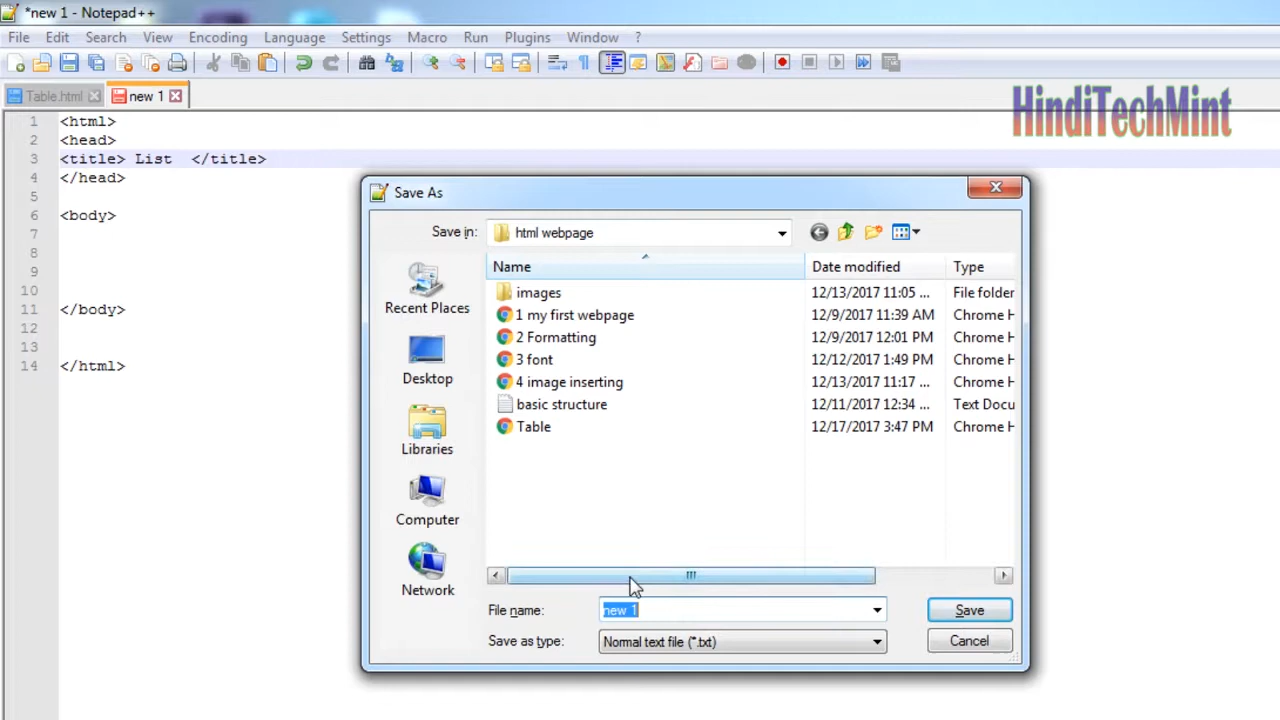 *new 1 - Notepad++
File Edit Search View Encoding Language Settings Macro Run Plugins Window ?
Table.html new 1
HindiTechMint
1 <html>
2 <head>
3 <title> List </title>
4 </head>
5
6 <body>
7
8
9
10
11 </body>
12
13
14 </html>
Save As
Save in: html webpage
Name Date modified Type
images 12/13/2017 11:05 ... File folder
1 my first webpage 12/9/2017 11:39 AM Chrome H
2 Formatting 12/9/2017 12:01 PM Chrome H
3 font 12/12/2017 1:49 PM Chrome H
4 image inserting 12/13/2017 11:17 ... Chrome H
basic structure 12/11/2017 12:34 ... Text Docu
Table 12/17/2017 3:47 PM Chrome H
Recent Places
Desktop
Libraries
Computer
Network
File name: new 1 Save
Save as type: Normal text file (*.txt) Cancel